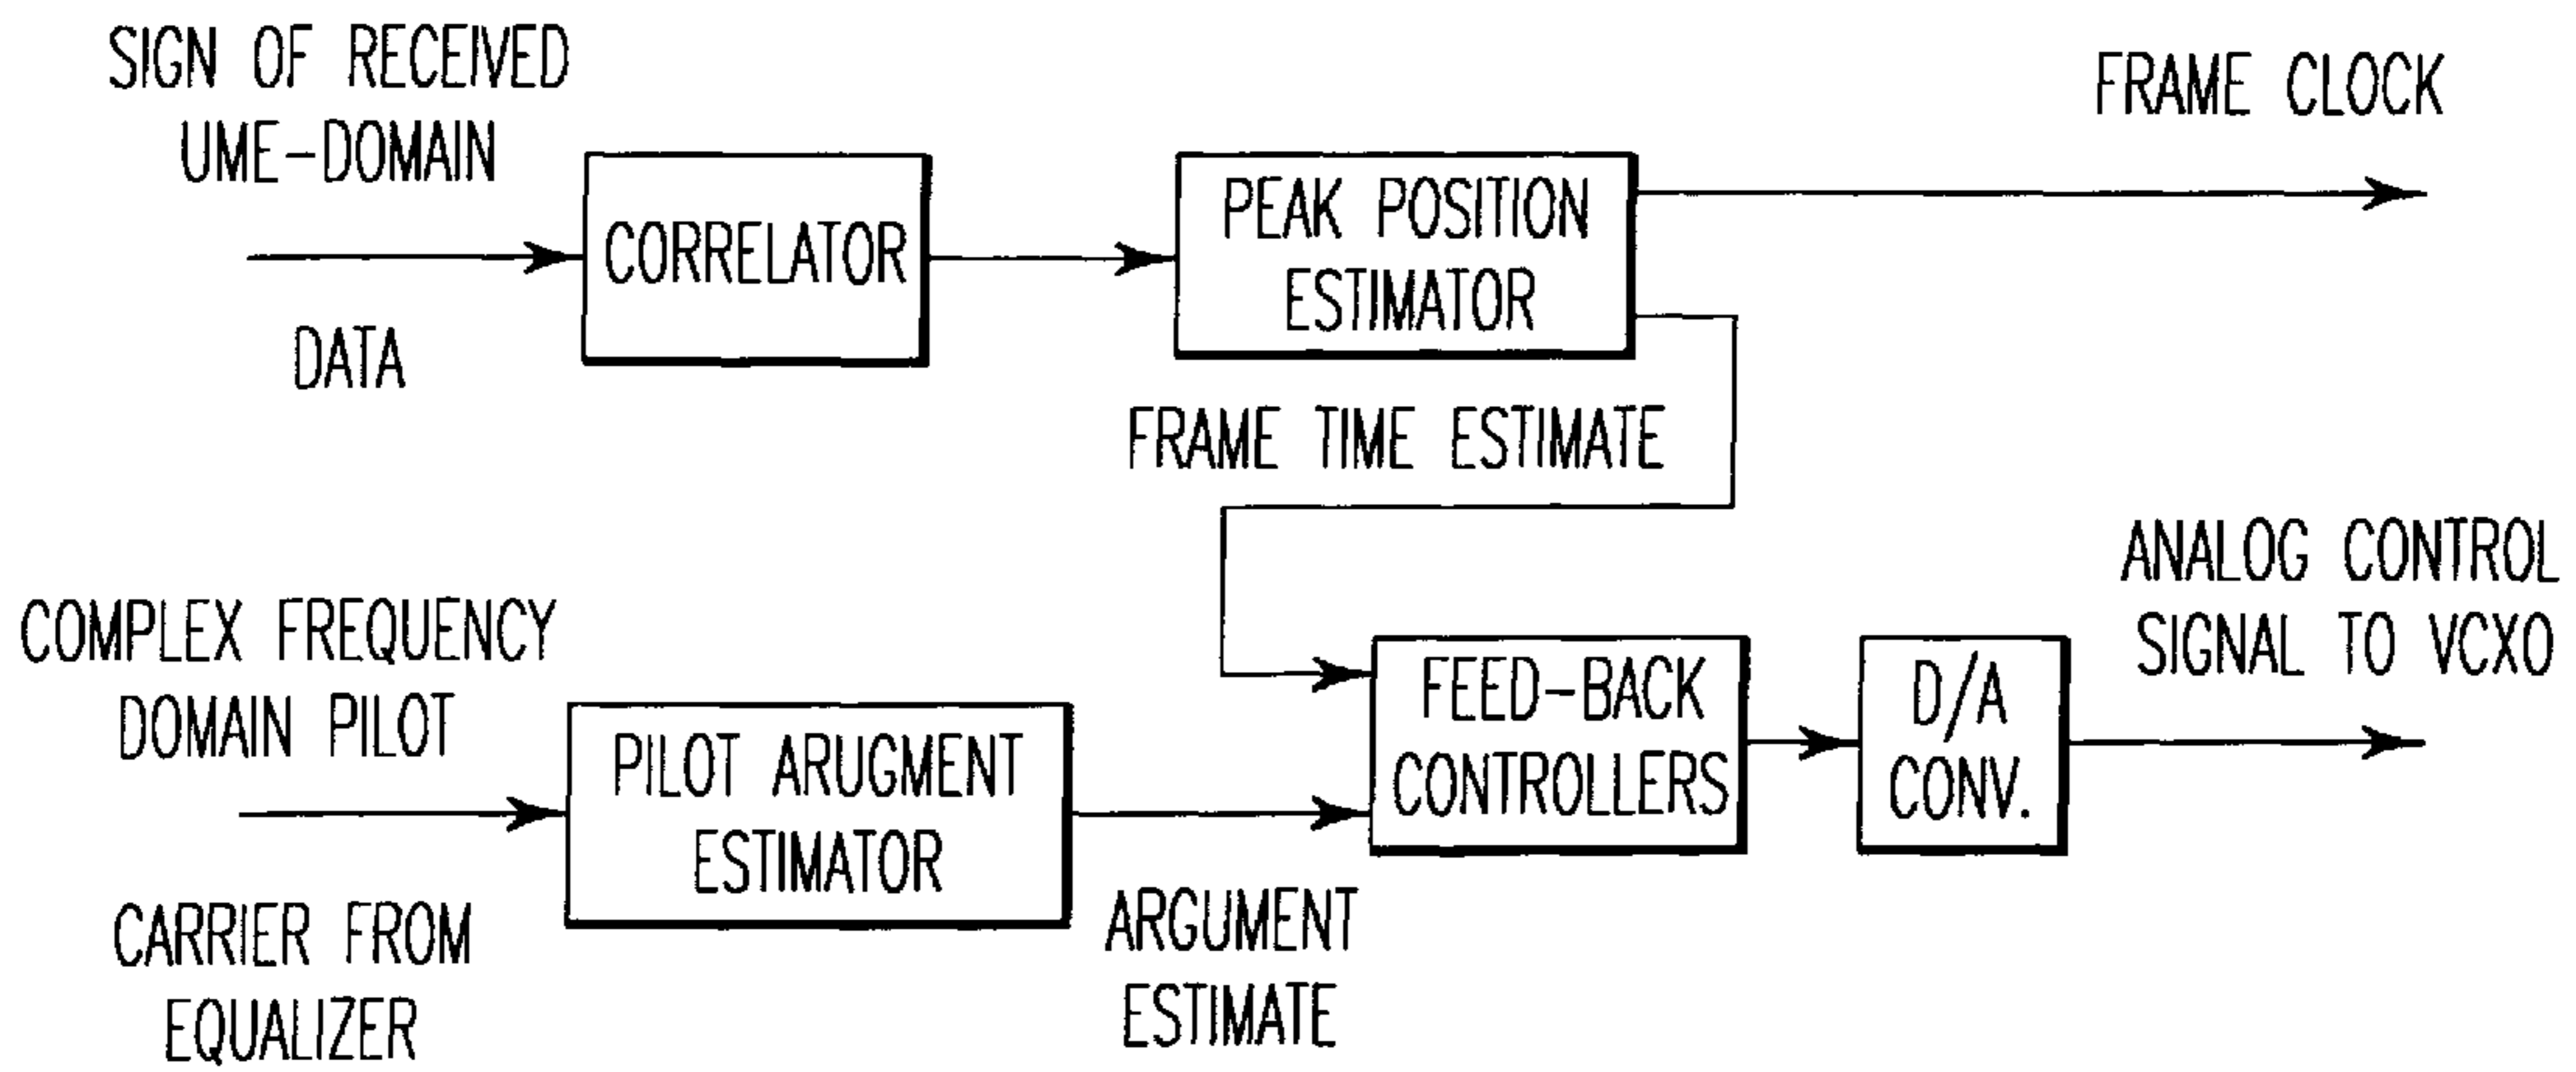 SIGN OF RECEIVED
UME-DOMAIN
DATA
CORRELATOR
PEAK POSITION
ESTIMATOR
FRAME CLOCK
FRAME TIME ESTIMATE
COMPLEX FREQUENCY
DOMAIN PILOT
CARRIER FROM
EQUALIZER
PILOT ARUGMENT
ESTIMATOR
ARGUMENT
ESTIMATE
FEED-BACK
CONTROLLERS
D/A
CONV.
ANALOG CONTROL
SIGNAL TO VCXO